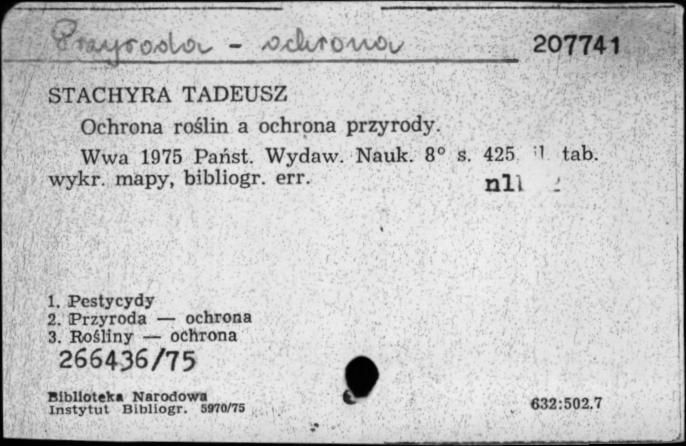 Przyroda - ochrona
207741
STACHYRA TADEUSZ
Ochrona roślin a ochrona przyrody.
Wwa 1975 Państ. Wydaw. Nauk. 8° s. 425 il tab.
wykr. mapy, bibliogr. err.
1. Pestycydy
2. Przyroda — ochrona
3. Rośliny — ochrona
266436/75
Biblioteka Narodowa
Instytut Bibliogr. 5970/75
632:502.7